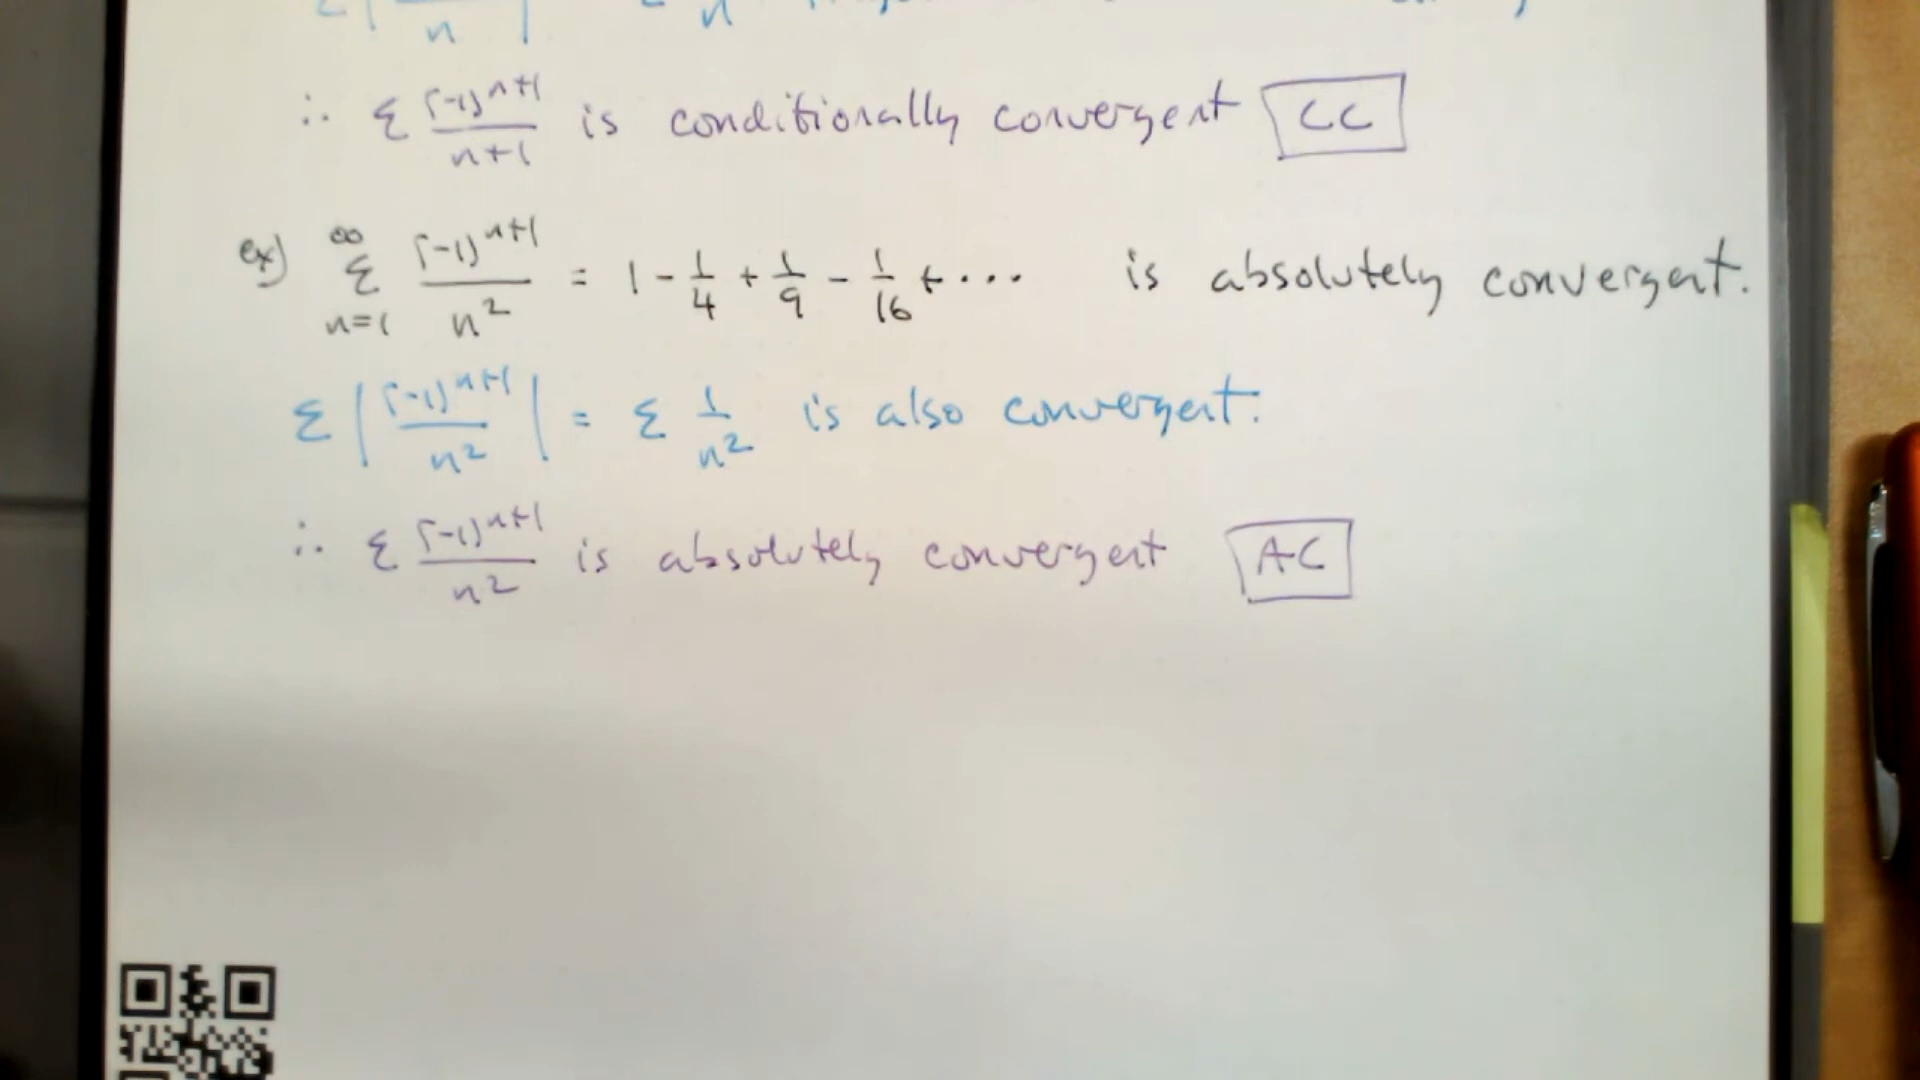 n n
∴ Σ (-1)^{n+1}/n+1 is conditionally convergent CC
ex) ∞ Σ n=1 (-1)^{n+1}/n² = 1 - 1/4 + 1/9 - 1/16 + ··· is absolutely convergent.
Σ |(-1)^{n+1}/n²| = Σ 1/n² is also convergent.
∴ Σ (-1)^{n+1}/n² is absolutely convergent AC